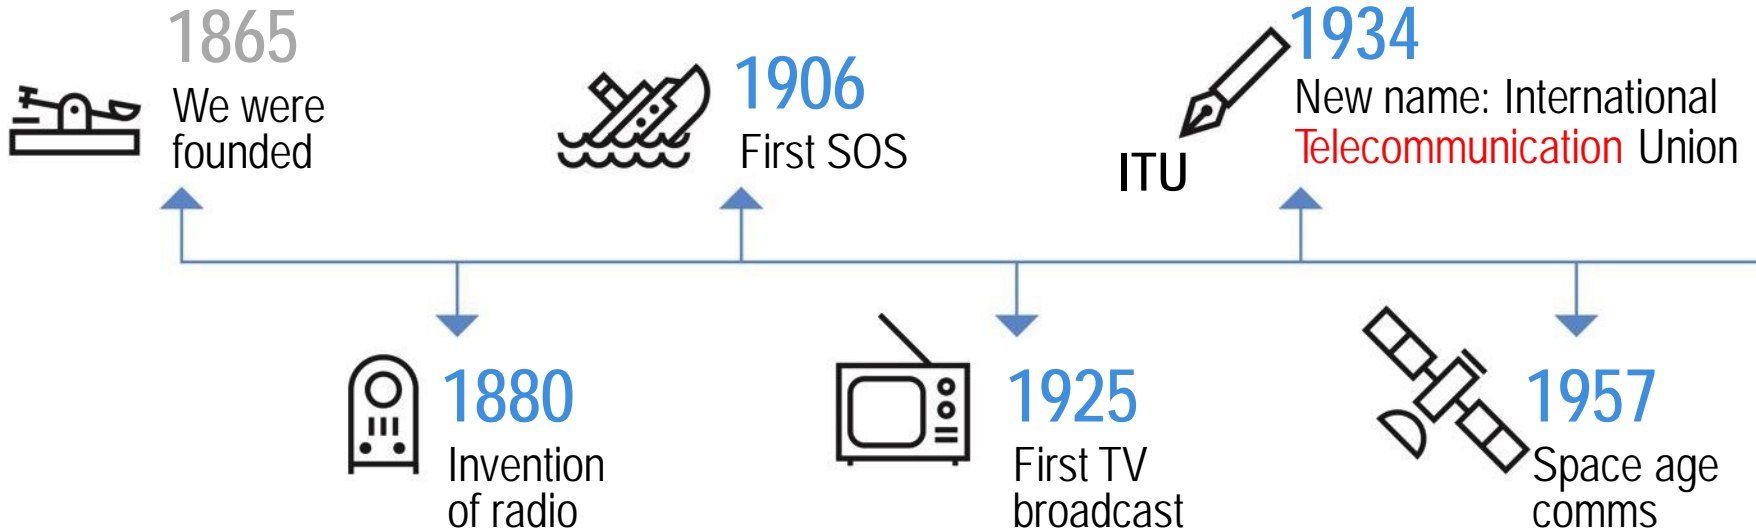 1865
We were
founded
1906
First SOS
ITU
1934
New name: International
Telecommunication Union
1880
Invention
of radio
1925
First TV
broadcast
1957
Space age
comms